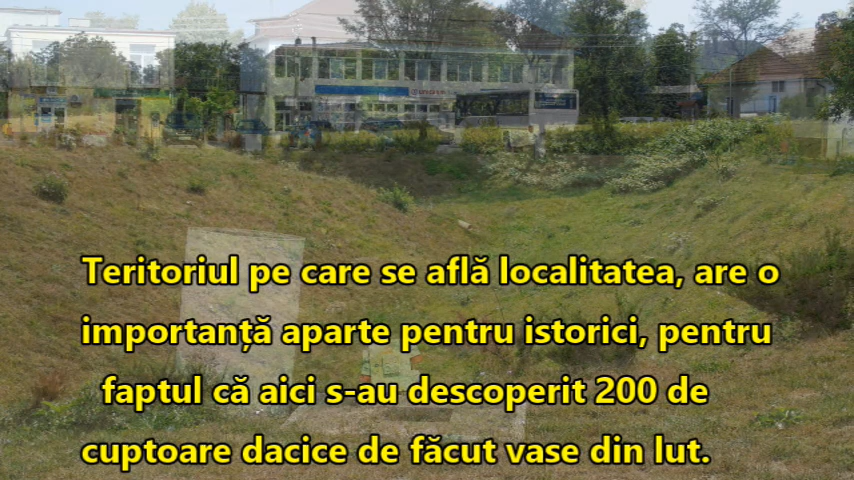 Teritoriul pe care se află localitatea, are o
importanță aparte pentru istorici, pentru
faptul că aici s-au descoperit 200 de
cuptoare dacice de făcut vase din lut.